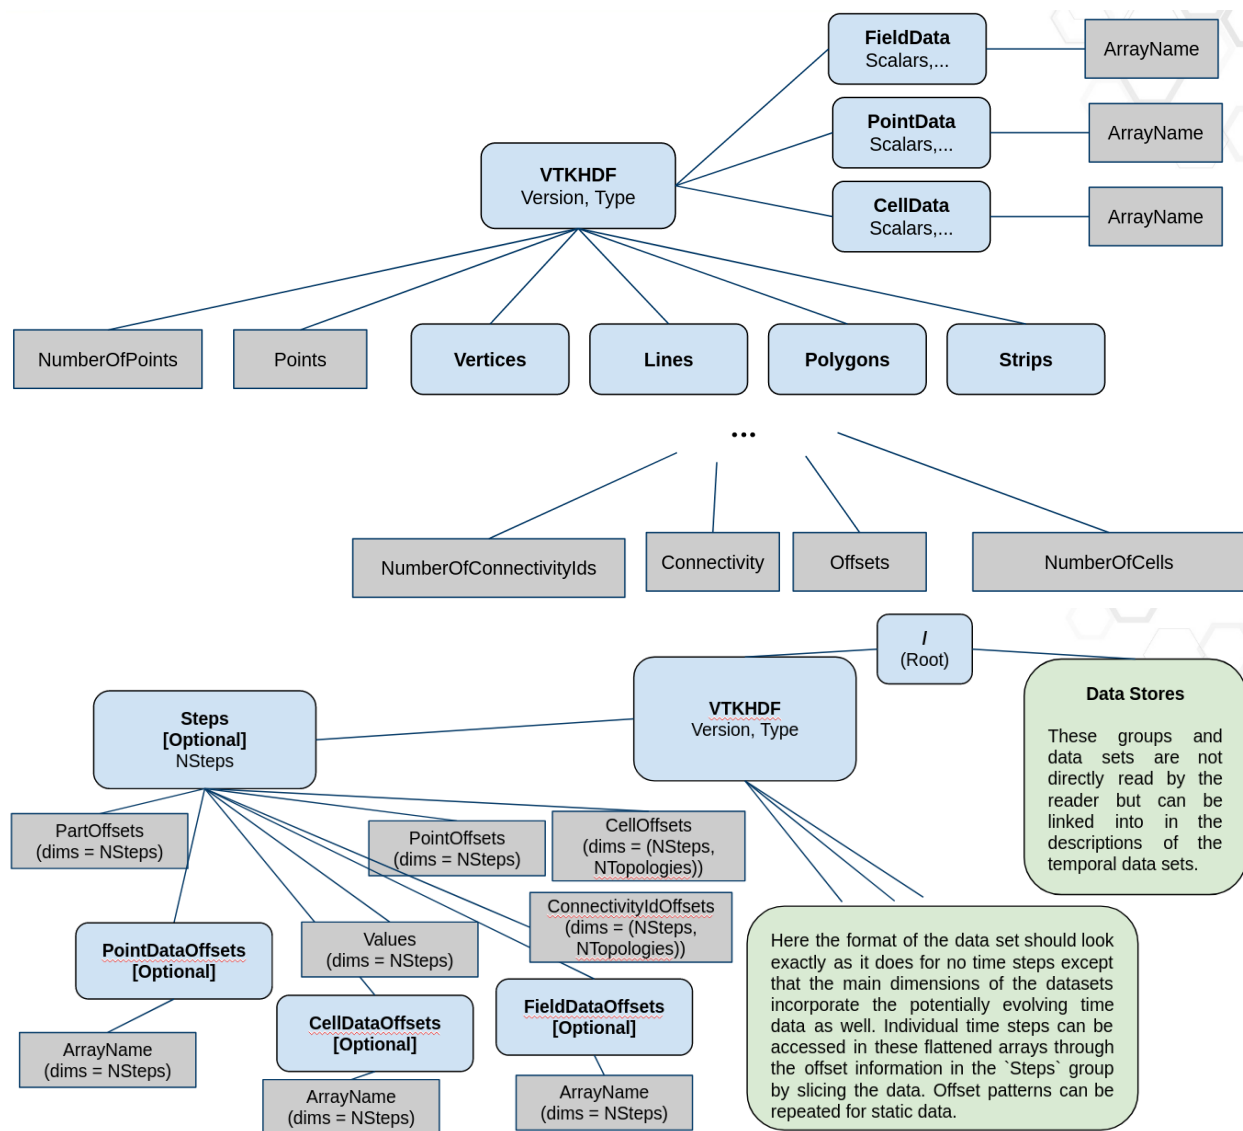 FieldData
Scalars,...
ArrayName
PointData
Scalars,...
ArrayName
VTKHDF
Version, Type
CellData
Scalars,...
ArrayName
NumberOfPoints
Points
Vertices
Lines
Polygons
Strips
...
NumberOfConnectivityIds
Connectivity
Offsets
NumberOfCells
/
(Root)
VTKHDF
Version, Type
Data Stores
These groups and
data sets are not
directly read by the
reader but can be
linked into in the
descriptions of the
temporal data sets.
Steps
[Optional]
NSteps
PartOffsets
(dims = NSteps)
PointOffsets
(dims = NSteps)
CellOffsets
(dims = (NSteps,
NTopologies))
ConnectivityIdOffsets
(dims = (NSteps,
NTopologies))
PointDataOffsets
[Optional]
Values
(dims = NSteps)
CellDataOffsets
[Optional]
FieldDataOffsets
[Optional]
ArrayName
(dims = NSteps)
ArrayName
(dims = NSteps)
ArrayName
(dims = NSteps)
Here the format of the data set should look
exactly as it does for no time steps except
that the main dimensions of the datasets
incorporate the potentially evolving time
data as well. Individual time steps can be
accessed in these flattened arrays through
the offset information in the `Steps` group
by slicing the data. Offset patterns can be
repeated for static data.